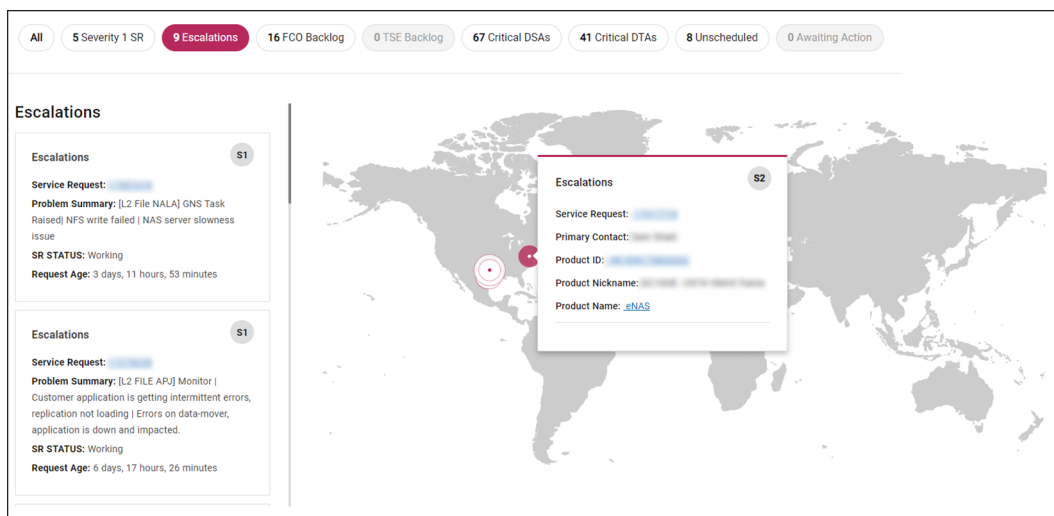 All
5 Severity 1 SR
9 Escalations
16 FCO Backlog
0 TSE Backlog
67 Critical DSAs
41 Critical DTAs
8 Unscheduled
0 Awaiting Action
Escalations
Escalations
S1
Service Request:
Problem Summary: [L2 File NALA] GNS Task
Raised| NFS write failed | NAS server slowness
issue
SR STATUS: Working
Request Age: 3 days, 11 hours, 53 minutes
Escalations
S1
Service Request:
Problem Summary: [L2 FILE APJ] Monitor |
Customer application is getting intermittent errors,
replication not loading | Errors on data-mover,
application is down and impacted.
SR STATUS: Working
Request Age: 6 days, 17 hours, 26 minutes
Escalations
S2
Service Request:
Primary Contact:
Product ID:
Product Nickname:
Product Name: eNAS